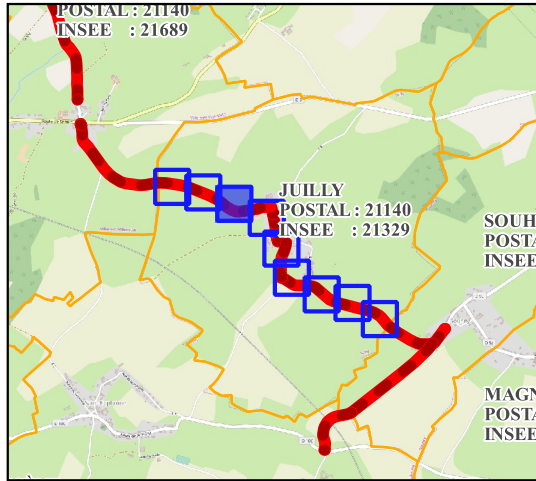 POSTAL : 21140
INSEE : 21689
JUILLY
POSTAL : 21140
INSEE : 21329
SOUH
POSTA
INSEE
MAGN
POSTA
INSEE